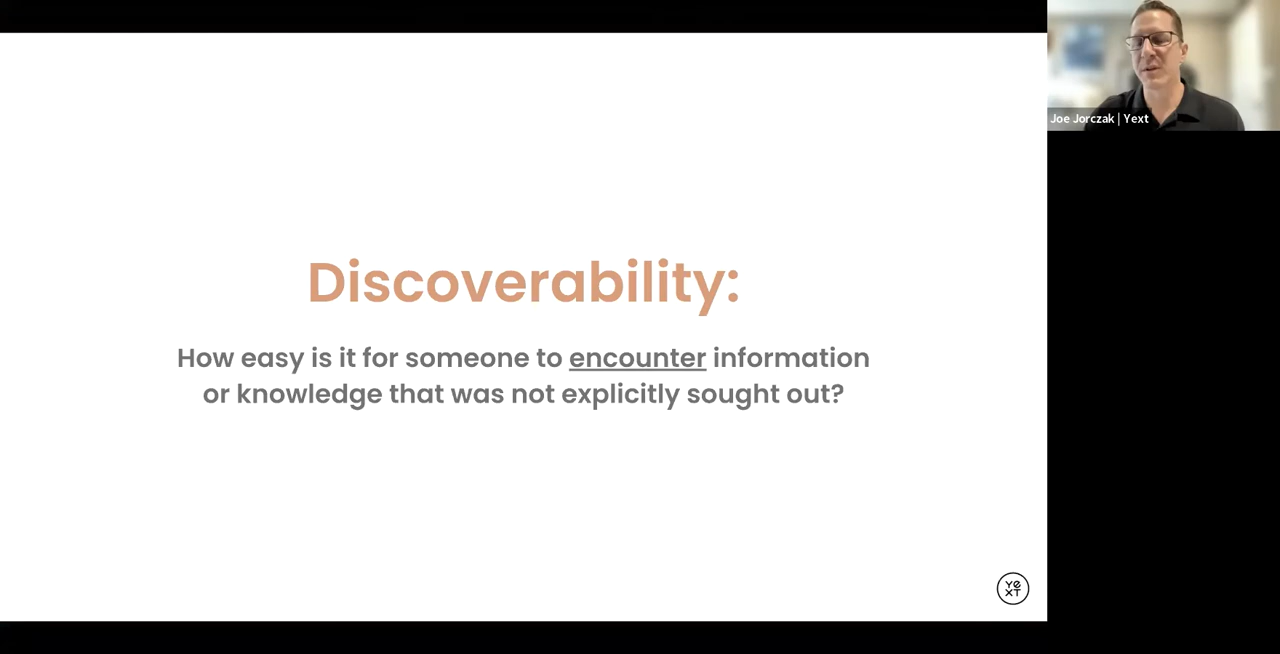 Discoverability:
How easy is it for someone to encounter information
or knowledge that was not explicitly sought out?
Joe Jorczak | Yext
yext